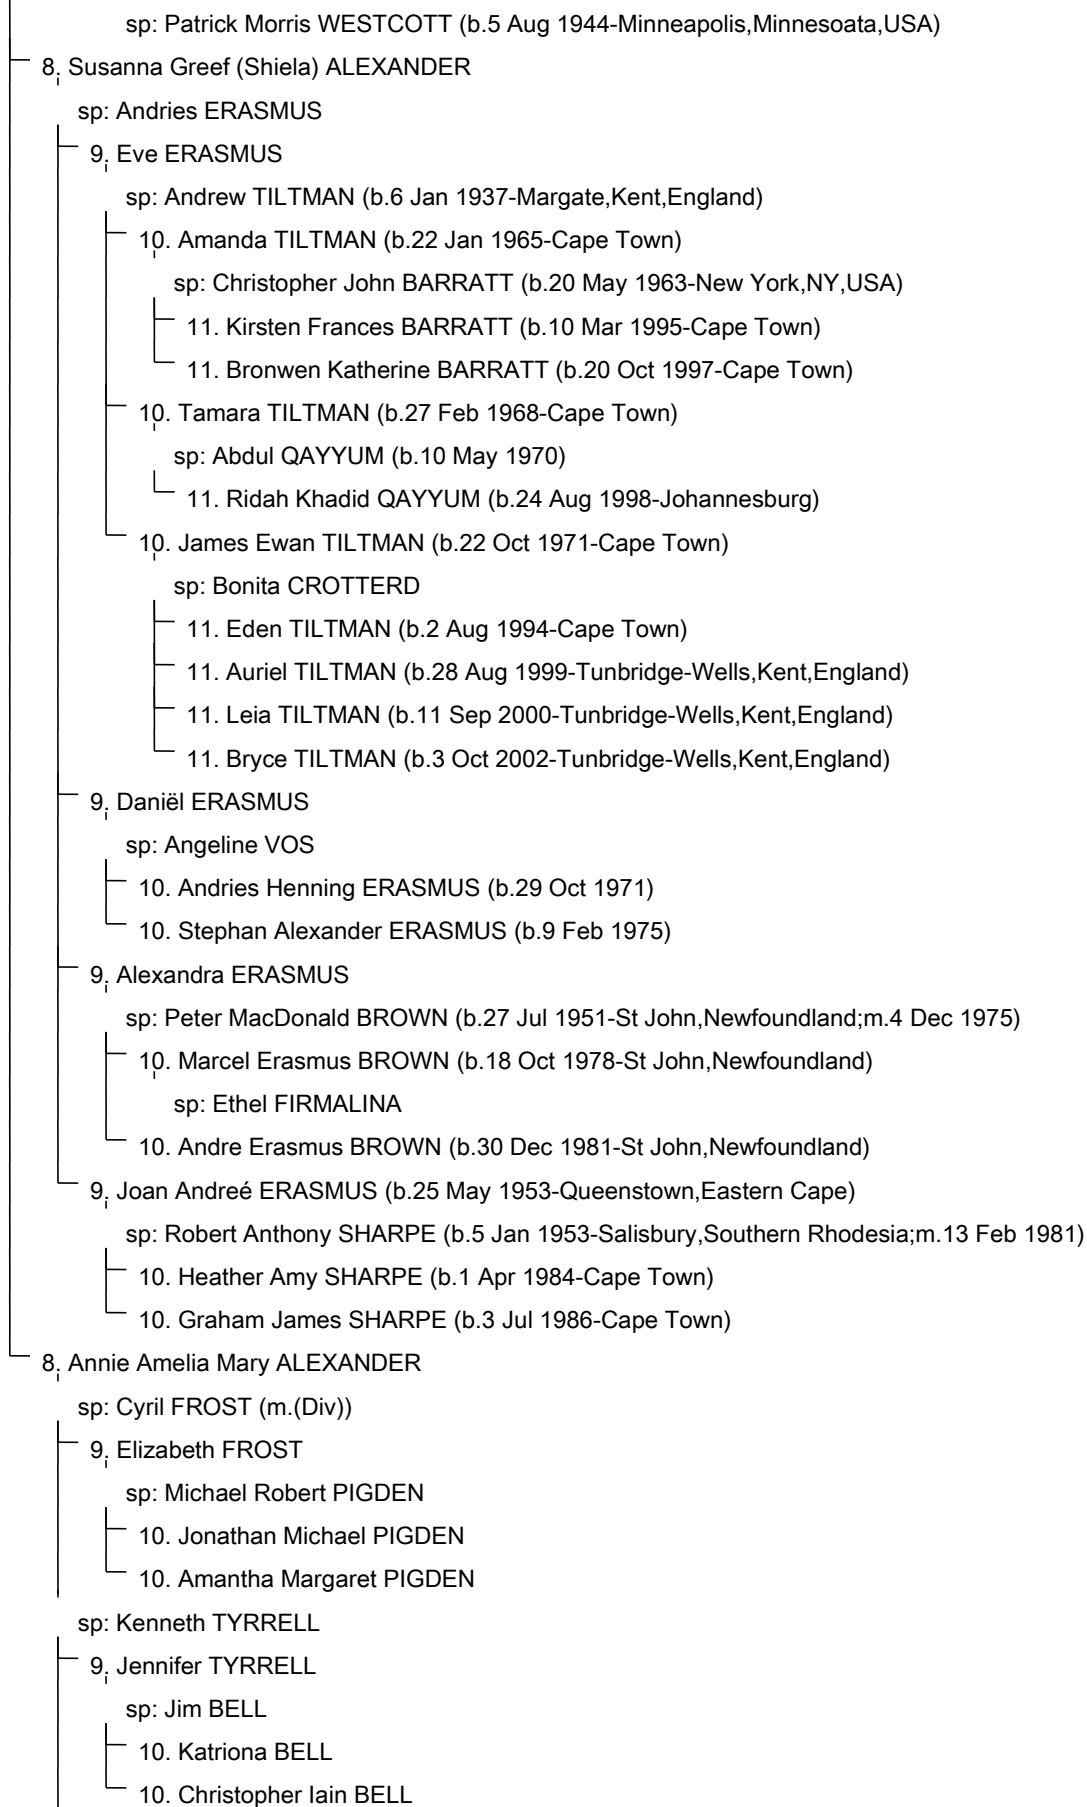 sp: Patrick Morris WESTCOTT (b.5 Aug 1944-Minneapolis,Minnesoata,USA)
8. Susanna Greef (Shiela) ALEXANDER
sp: Andries ERASMUS
9. Eve ERASMUS
sp: Andrew TILTMAN (b.6 Jan 1937-Margate,Kent,England)
10. Amanda TILTMAN (b.22 Jan 1965-Cape Town)
sp: Christopher John BARRATT (b.20 May 1963-New York,NY,USA)
11. Kirsten Frances BARRATT (b.10 Mar 1995-Cape Town)
11. Bronwen Katherine BARRATT (b.20 Oct 1997-Cape Town)
10. Tamara TILTMAN (b.27 Feb 1968-Cape Town)
sp: Abdul QAYYUM (b.10 May 1970)
11. Ridah Khadid QAYYUM (b.24 Aug 1998-Johannesburg)
10. James Ewan TILTMAN (b.22 Oct 1971-Cape Town)
sp: Bonita CROTTERD
11. Eden TILTMAN (b.2 Aug 1994-Cape Town)
11. Auriel TILTMAN (b.28 Aug 1999-Tunbridge-Wells,Kent,England)
11. Leia TILTMAN (b.11 Sep 2000-Tunbridge-Wells,Kent,England)
11. Bryce TILTMAN (b.3 Oct 2002-Tunbridge-Wells,Kent,England)
9. Daniël ERASMUS
sp: Angeline VOS
10. Andries Henning ERASMUS (b.29 Oct 1971)
10. Stephan Alexander ERASMUS (b.9 Feb 1975)
9. Alexandra ERASMUS
sp: Peter MacDonald BROWN (b.27 Jul 1951-St John,Newfoundland;m.4 Dec 1975)
10. Marcel Erasmus BROWN (b.18 Oct 1978-St John,Newfoundland)
sp: Ethel FIRMALINA
10. Andre Erasmus BROWN (b.30 Dec 1981-St John,Newfoundland)
9. Joan Andreé ERASMUS (b.25 May 1953-Queenstown,Eastern Cape)
sp: Robert Anthony SHARPE (b.5 Jan 1953-Salisbury,Southern Rhodesia;m.13 Feb 1981)
10. Heather Amy SHARPE (b.1 Apr 1984-Cape Town)
10. Graham James SHARPE (b.3 Jul 1986-Cape Town)
8. Annie Amelia Mary ALEXANDER
sp: Cyril FROST (m.(Div))
9. Elizabeth FROST
sp: Michael Robert PIGDEN
10. Jonathan Michael PIGDEN
10. Amantha Margaret PIGDEN
sp: Kenneth TYRRELL
9. Jennifer TYRRELL
sp: Jim BELL
10. Katriona BELL
10. Christopher Iain BELL